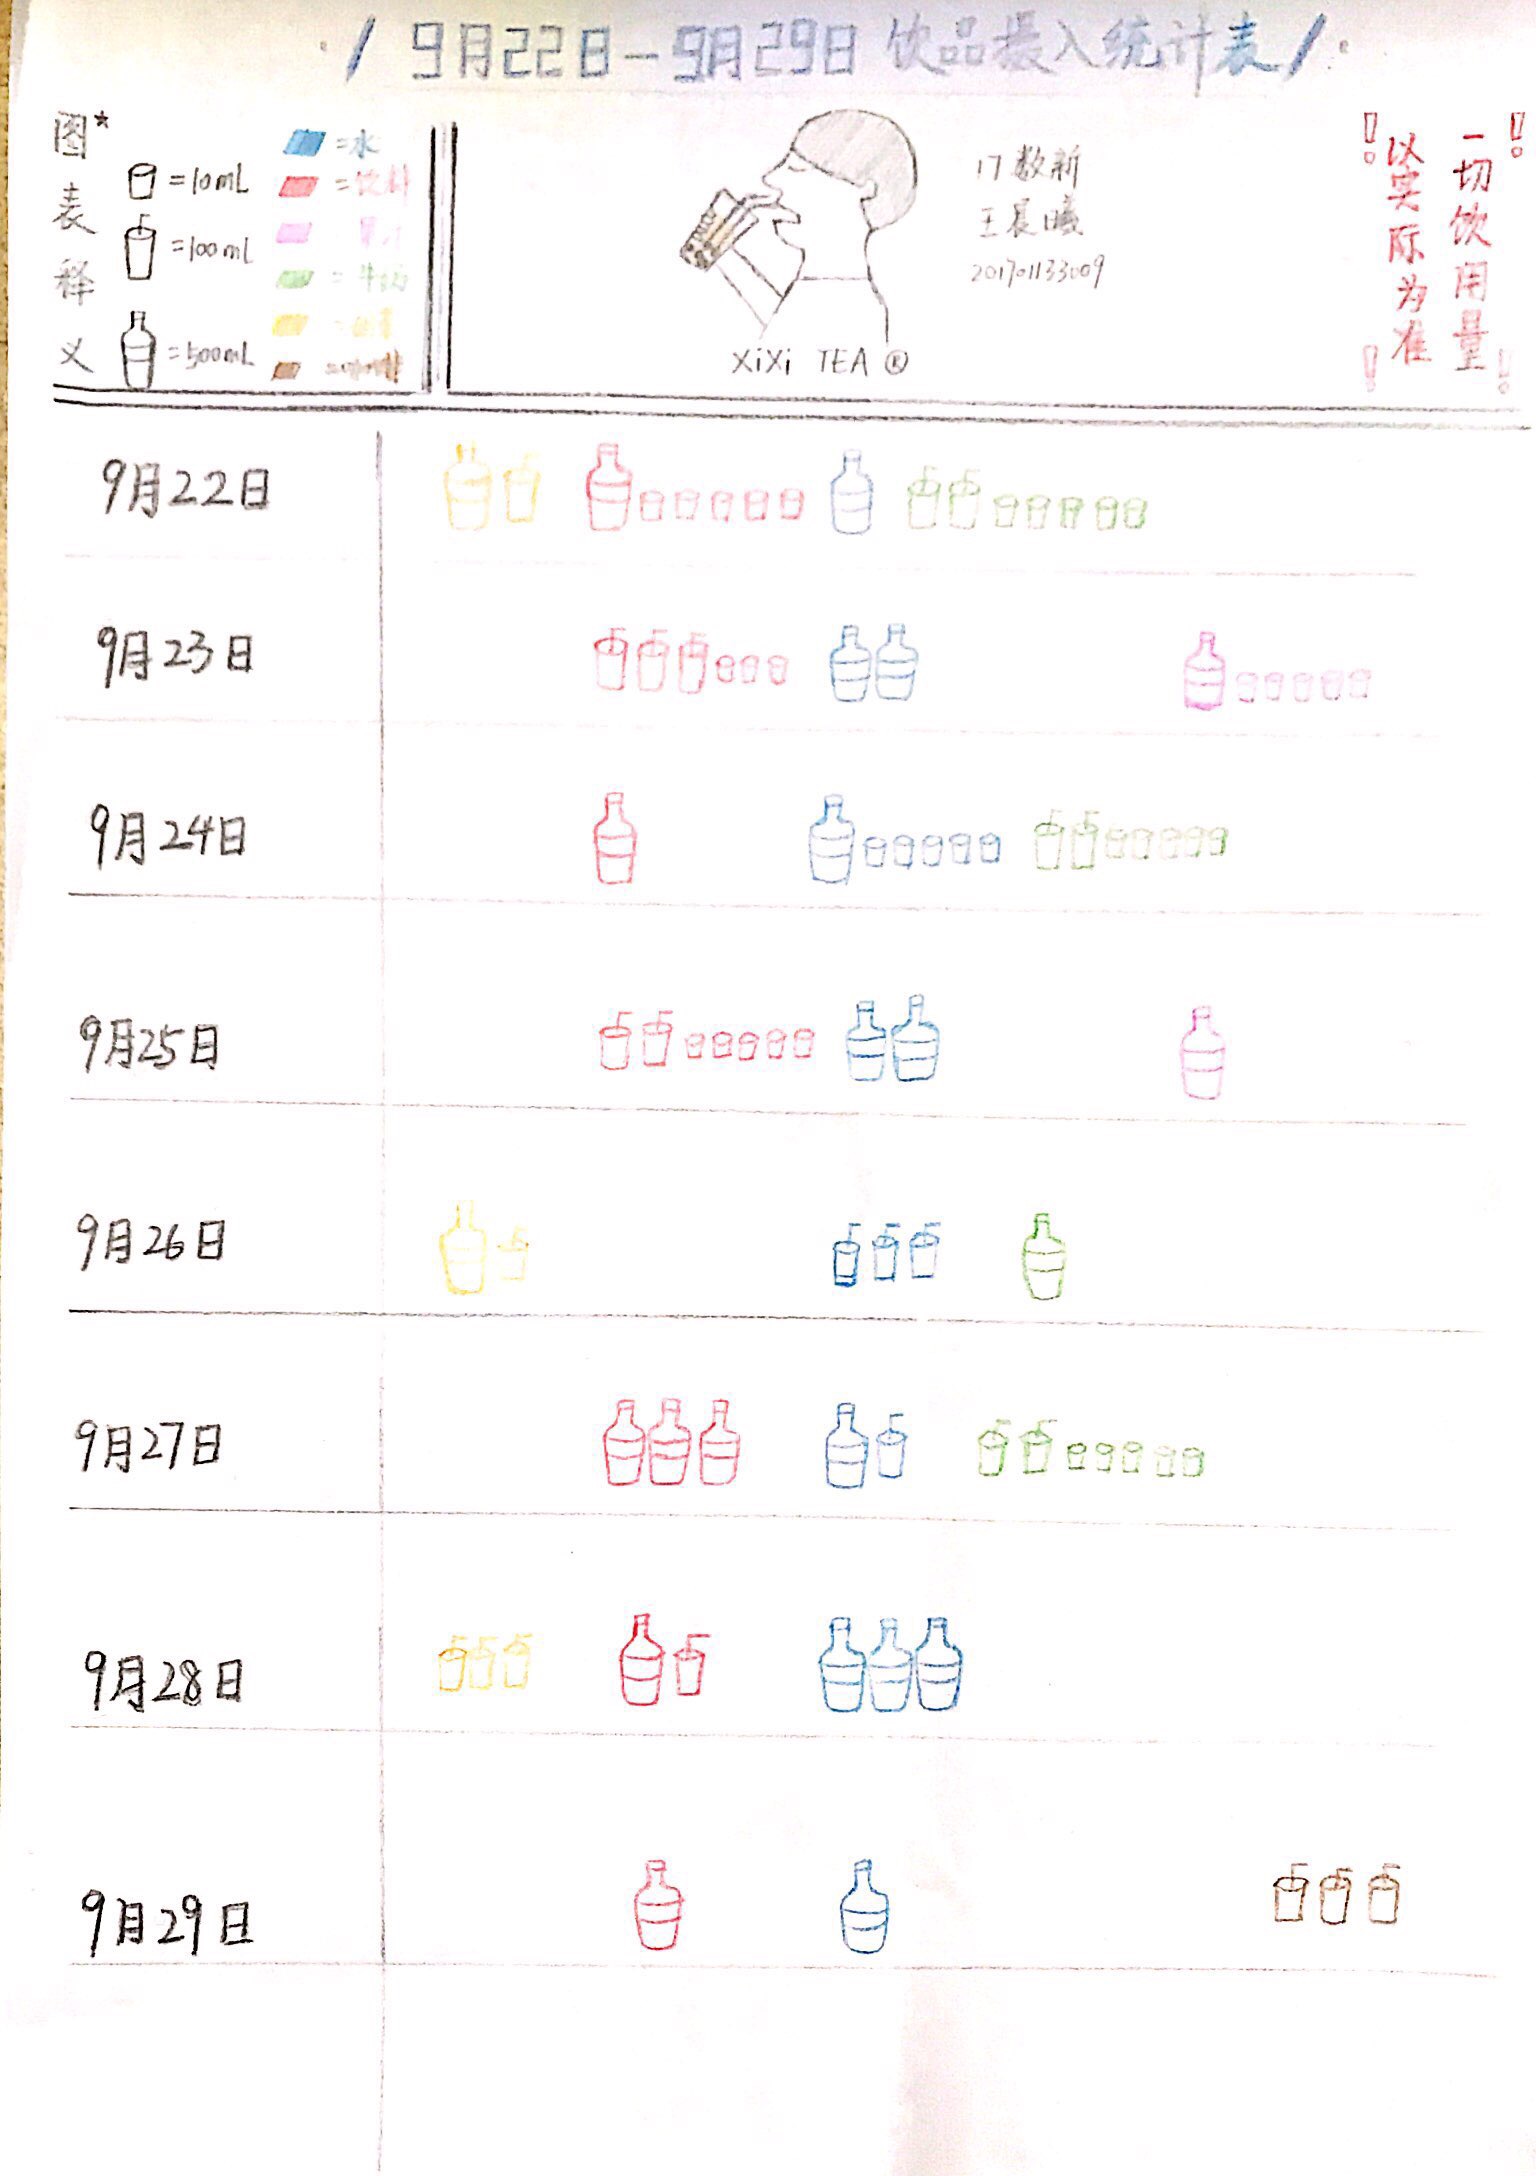 9月22日-9月29日 饮品摄入统计表
图*表释义
=10mL
=100mL
=500mL
=水
=饮料
=果汁
=牛奶
=咖啡
17数新
王晨曦
201701133009
XiXi TEA ®
!一切饮用量!
!以实际为准!
9月22日
9月23日
9月24日
9月25日
9月26日
9月27日
9月28日
9月29日